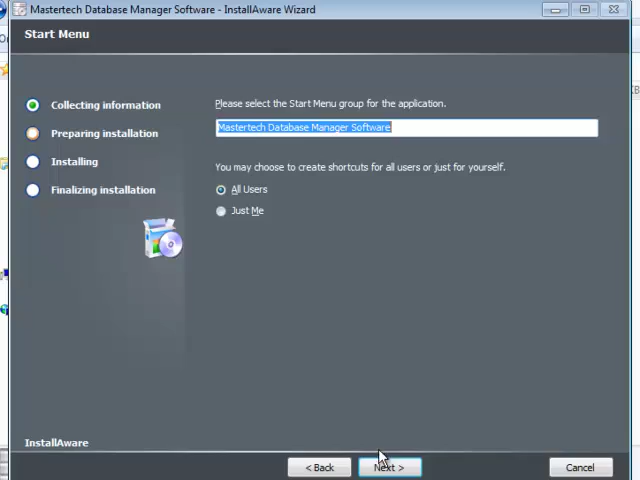 Mastertech Database Manager Software - InstallAware Wizard
Start Menu
Collecting information
Preparing installation
Installing
Finalizing installation
Please select the Start Menu group for the application.
Mastertech Database Manager Software
You may choose to create shortcuts for all users or just for yourself.
All Users
Just Me
InstallAware
< Back
Next >
Cancel